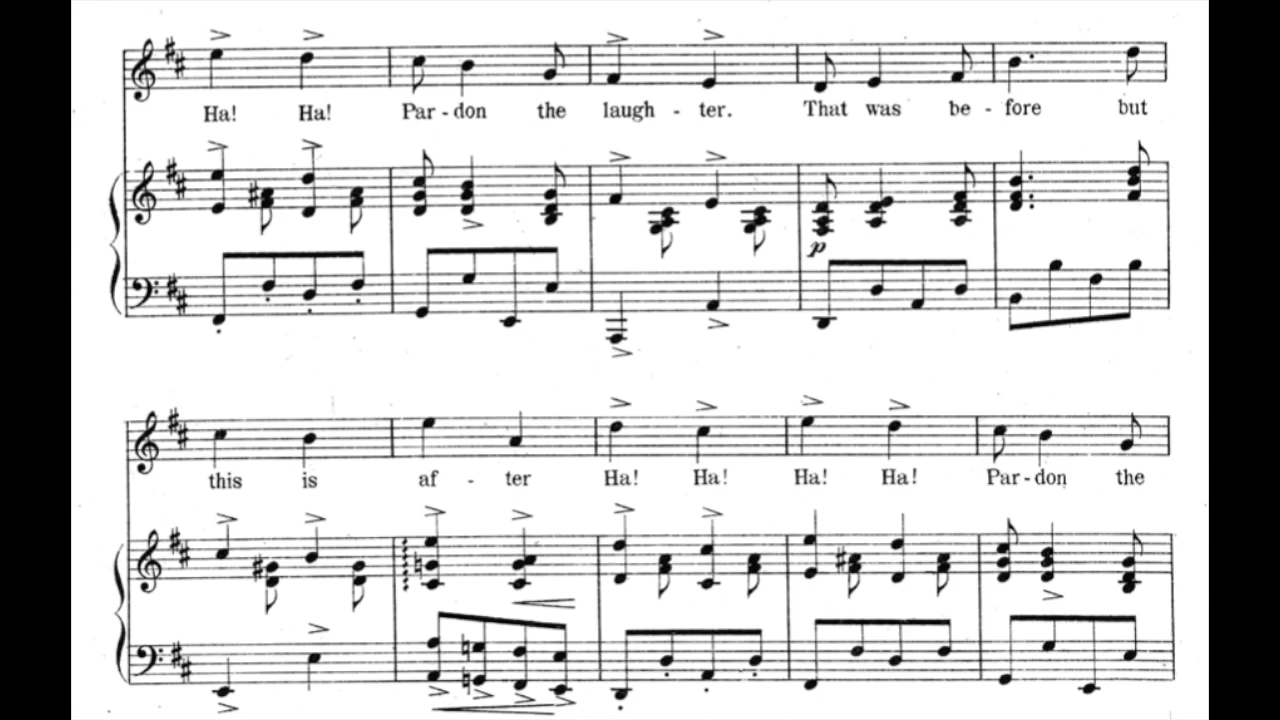 Ha! Ha! Par - don the laugh - ter. That was be - fore but
p
this is af - ter Ha! Ha! Ha! Ha! Par - don the